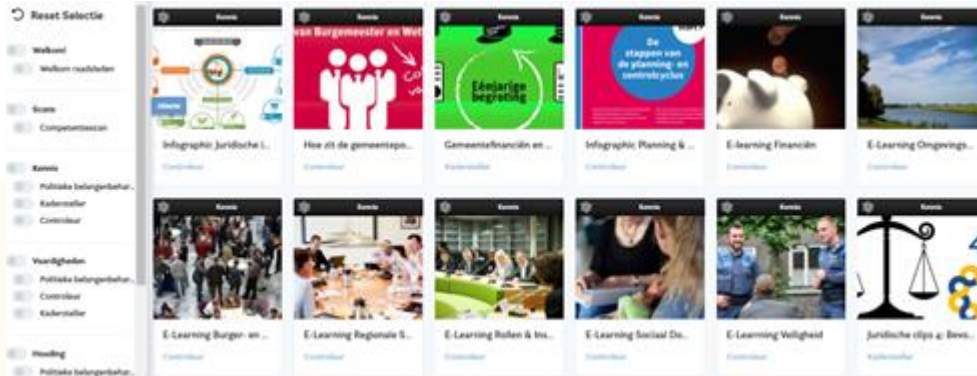 Reset Selectie
Welkom!
Welkom raadsleden
Scans
Competentiescan
Kennis
Politieke belangenbehar...
Kadersteller
Controleur
Vaardigheden
Politieke belangenbehar...
Controleur
Kadersteller
Houding
Politieke belangenbehar...
Kennis
Kennis
Kennis
Kennis
Kennis
Kennis
van Burgemeester en Wet
Eénjarige
begroting
De
stappen van
de planning- en
controlcyclus
Infographic Juridische i...
Hoe zit de gemeentepo...
Gemeentefinanciën en ...
Infographic Planning & ...
E-learning Financiën
E-Learning Omgevings...
Controleur
Controleur
Kadersteller
Controleur
Controleur
Controleur
Kennis
Kennis
Kennis
Kennis
Kennis
Kennis
E-Learning Burger- en ...
E-Learning Regionale S...
E-Learning Rollen & Ins...
E-Learning Sociaal Do...
E-Learning Veiligheid
Juridische clips 4: Bevo...
Controleur
Controleur
Controleur
Controleur
Controleur
Kadersteller